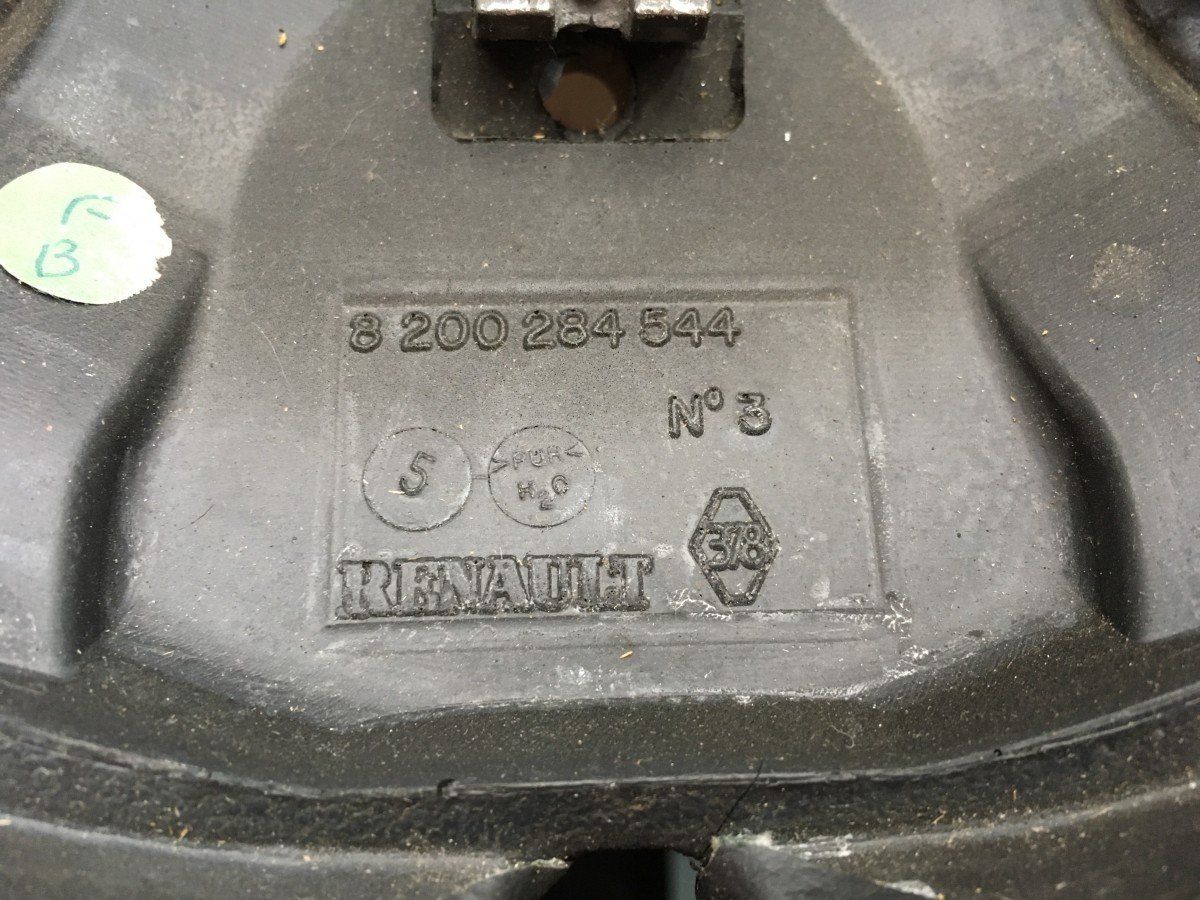 8 200 284 544
N° 3
5
>PUR<
H2O
RENAULT
378
B